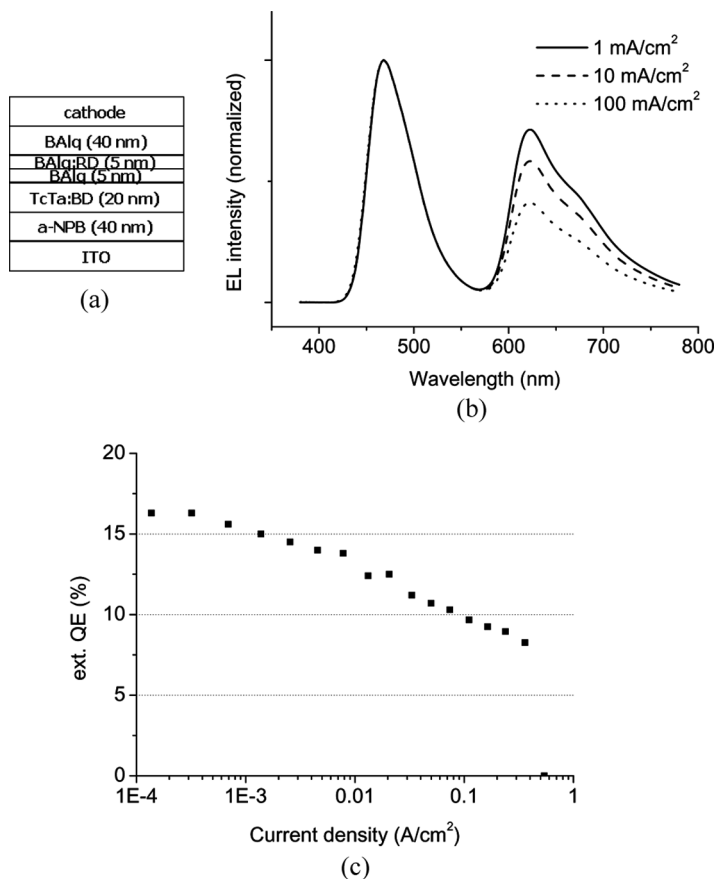 cathode
BAlq (40 nm)
BAlq:RD (5 nm)
BAlq (5 nm)
TcTa:BD (20 nm)
a-NPB (40 nm)
ITO
(a)
EL intensity (normalized)
1 mA/cm²
10 mA/cm²
100 mA/cm²
400 500 600 700 800
Wavelength (nm)
(b)
ext. QE (%)
20
15
10
5
0
1E-4 1E-3 0.01 0.1 1
Current density (A/cm²)
(c)